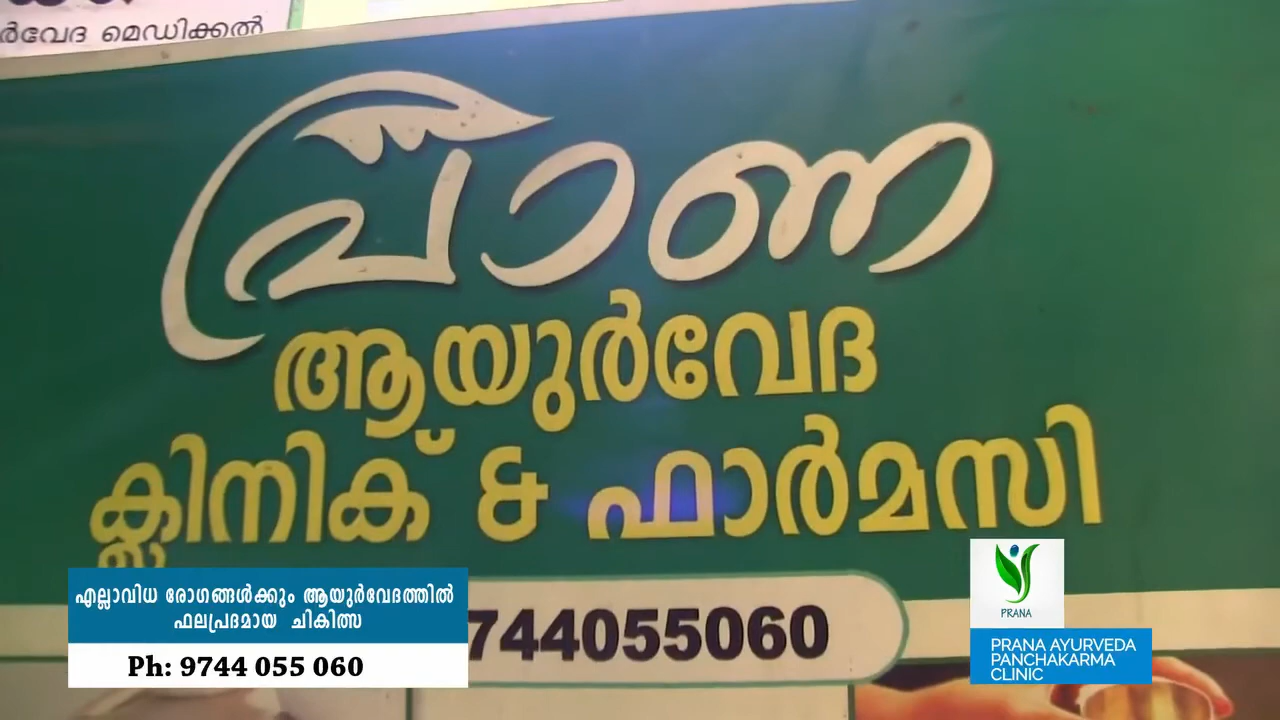 ർവേദ മെഡിക്കൽ
പ്രാണ
ആയുർവേദ
ക്ലിനിക് & ഫാർമസി
744055060
എല്ലാവിധ രോഗങ്ങൾക്കും ആയുർവേദത്തിൽ
ഫലപ്രദമായ ചികിത്സ
Ph: 9744 055 060
PRANA
PRANA AYURVEDA
PANCHAKARMA
CLINIC